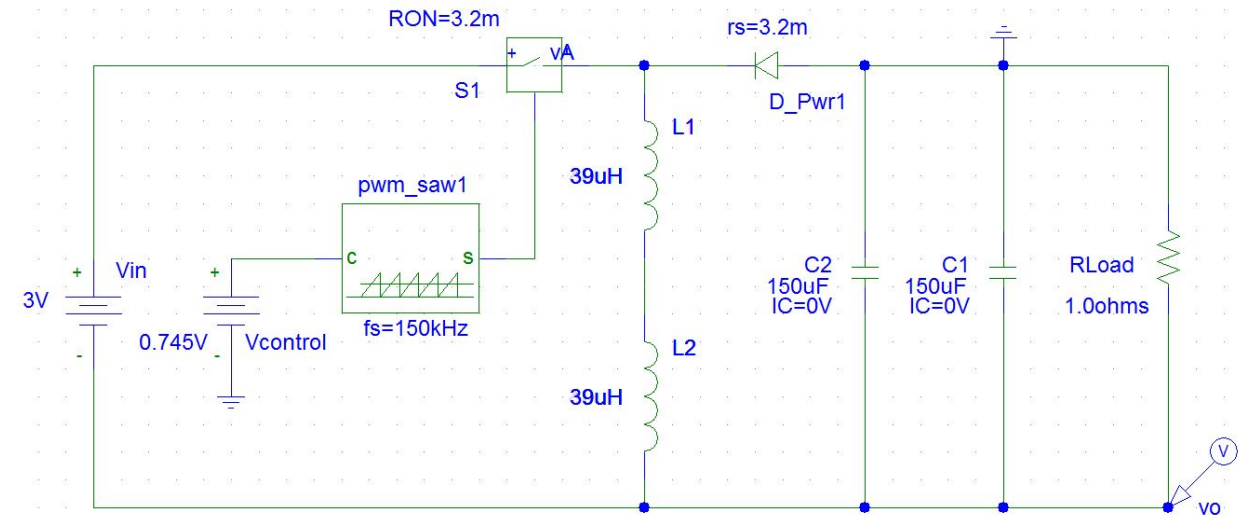 RON=3.2m
rs=3.2m
+
vA
S1
D_Pwr1
L1
39uH
pwm_saw1
c
s
fs=150kHz
+
Vin
3V
-
+
0.745V
Vcontrol
-
C2
150uF
IC=0V
C1
150uF
IC=0V
RLoad
1.0ohms
L2
39uH
V
vo